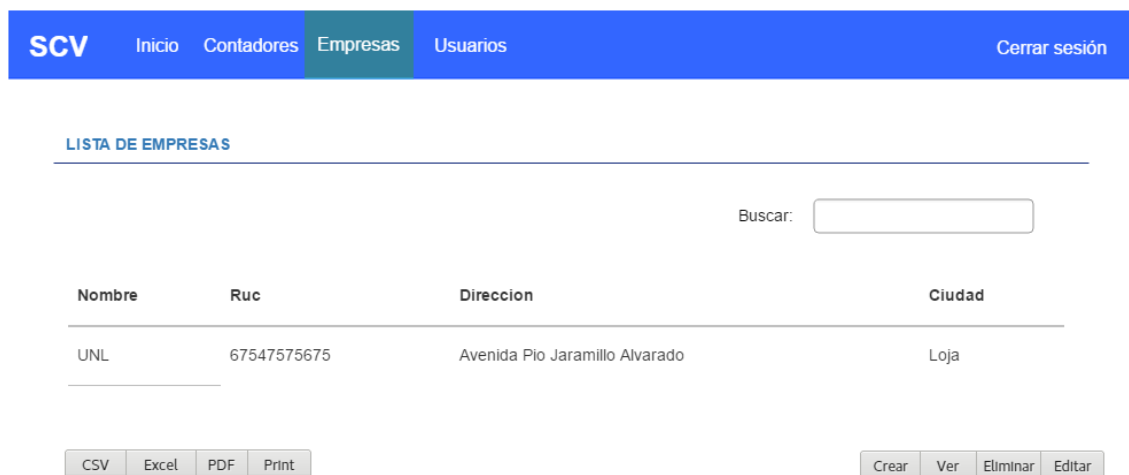 SCV Inicio Contadores Empresas Usuarios Cerrar sesión
LISTA DE EMPRESAS
Buscar:
Nombre Ruc Direccion Ciudad
UNL 67547575675 Avenida Pio Jaramillo Alvarado Loja
CSV Excel PDF Print Crear Ver Eliminar Editar